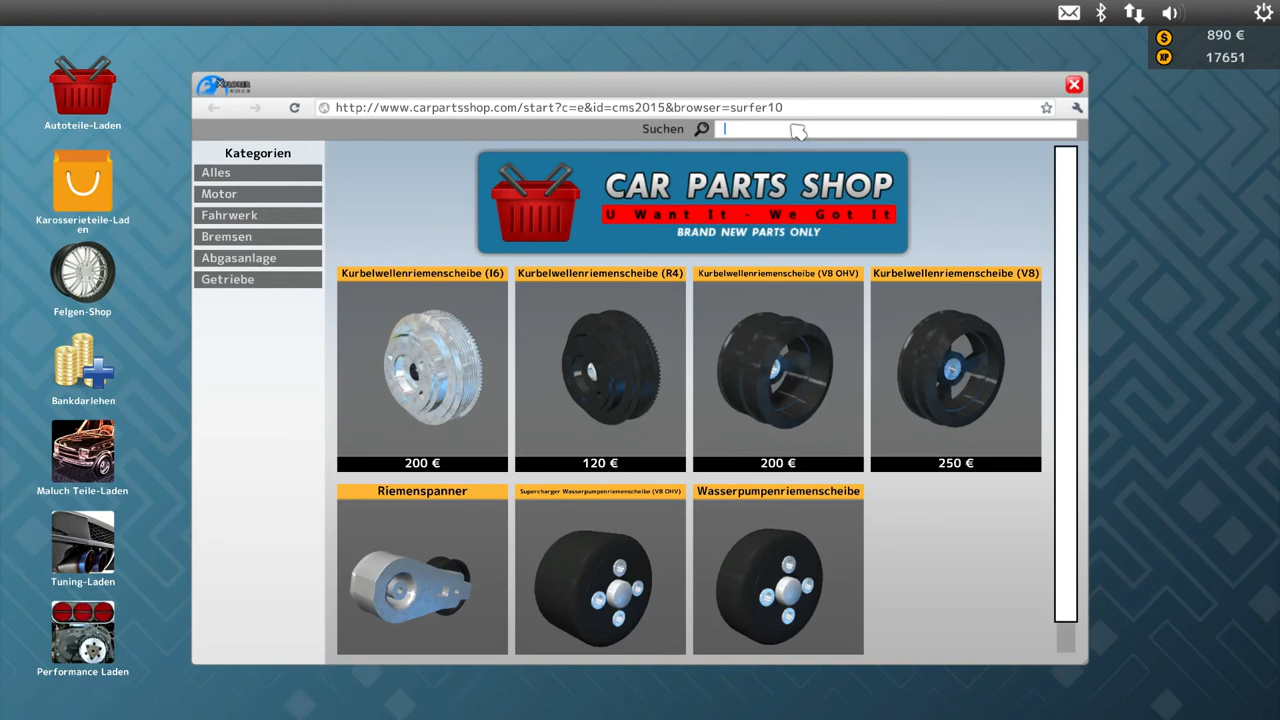 890 €
17651
Autoteile-Laden
Karosserieteile-Lad
en
Felgen-Shop
Bankdarlehen
Maluch Teile-Laden
Tuning-Laden
Performance Laden
http://www.carpartsshop.com/start?c=e&id=cms2015&browser=surfer10
Suchen
Kategorien
Alles
Motor
Fahrwerk
Bremsen
Abgasanlage
Getriebe
CAR PARTS SHOP
U Want It - We Got It
BRAND NEW PARTS ONLY
Kurbelwellenriemenscheibe (I6)
Kurbelwellenriemenscheibe (R4)
Kurbelwellenriemenscheibe (V8 OHV)
Kurbelwellenriemenscheibe (V8)
200 €
120 €
200 €
250 €
Riemenspanner
Supercharger Wasserpumpenriemenscheibe (V8 OHV)
Wasserpumpenriemenscheibe